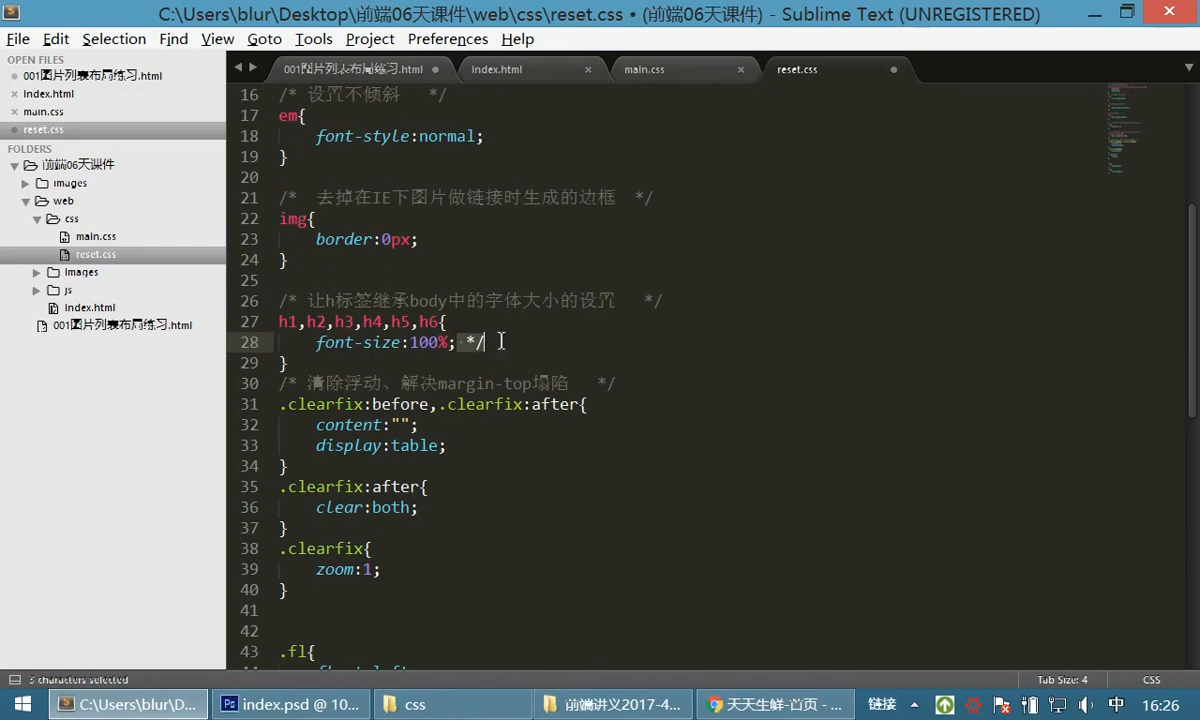 C:\Users\blur\Desktop\前端06天课件\web\css\reset.css • (前端06天课件) - Sublime Text (UNREGISTERED)
File Edit Selection Find View Goto Tools Project Preferences Help
OPEN FILES
001图片列表布局练习.html
Index.html
main.css
reset.css
FOLDERS
前端06天课件
images
web
css
main.css
reset.css
images
js
Index.html
001图片列表布局练习.html
001图片列表布局练习.html
Index.html
main.css
reset.css
16 /* 设置不倾斜 */
17 em{
18 font-style:normal;
19 }
20
21 /* 去掉在IE下图片做链接时生成的边框 */
22 img{
23 border:0px;
24 }
25
26 /* 让h标签继承body中的字体大小的设置 */
27 h1,h2,h3,h4,h5,h6{
28 font-size:100%; */
29 }
30 /* 清除浮动、解决margin-top塌陷 */
31 .clearfix:before,.clearfix:after{
32 content:"";
33 display:table;
34 }
35 .clearfix:after{
36 clear:both;
37 }
38 .clearfix{
39 zoom:1;
40 }
41
42
43 .fl{
3 characters selected
Tab Size: 4
CSS
C:\Users\blur\D...
index.psd @ 10...
css
前端讲义2017-4...
天天生鲜-首页 - ...
链接
中
16:26